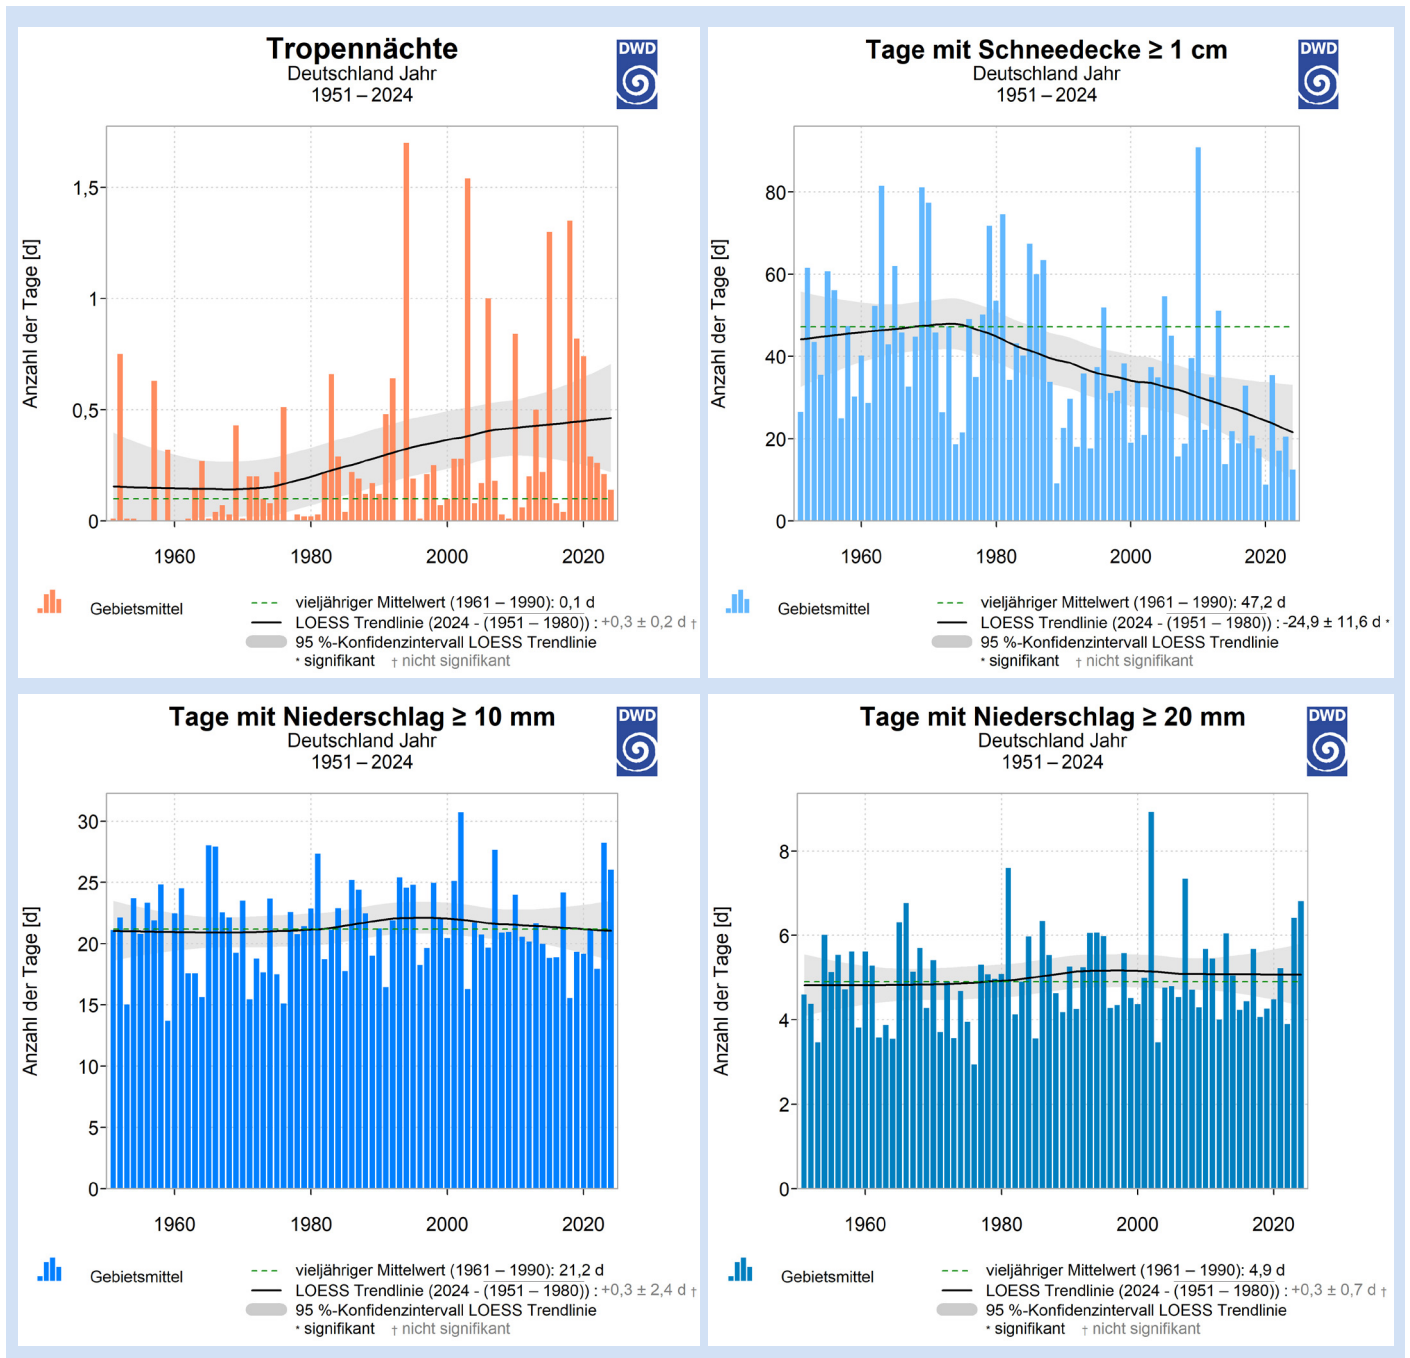 Tropennächte
Deutschland Jahr
1951 – 2024
DWD
Anzahl der Tage [d]
1,5
1
0,5
0
1960 1980 2000 2020
Gebietsmittel
vieljähriger Mittelwert (1961 – 1990): 0,1 d
LOESS Trendlinie (2024 - (1951 – 1980)) : +0,3 ± 0,2 d †
95 %-Konfidenzintervall LOESS Trendlinie
* signifikant † nicht signifikant
Tage mit Schneedecke ≥ 1 cm
Deutschland Jahr
1951 – 2024
DWD
Anzahl der Tage [d]
80
60
40
20
0
1960 1980 2000 2020
Gebietsmittel
vieljähriger Mittelwert (1961 – 1990): 47,2 d
LOESS Trendlinie (2024 - (1951 – 1980)) : -24,9 ± 11,6 d *
95 %-Konfidenzintervall LOESS Trendlinie
* signifikant † nicht signifikant
Tage mit Niederschlag ≥ 10 mm
Deutschland Jahr
1951 – 2024
DWD
Anzahl der Tage [d]
30
25
20
15
10
5
0
1960 1980 2000 2020
Gebietsmittel
vieljähriger Mittelwert (1961 – 1990): 21,2 d
LOESS Trendlinie (2024 - (1951 – 1980)) : +0,3 ± 2,4 d †
95 %-Konfidenzintervall LOESS Trendlinie
* signifikant † nicht signifikant
Tage mit Niederschlag ≥ 20 mm
Deutschland Jahr
1951 – 2024
DWD
Anzahl der Tage [d]
8
6
4
2
0
1960 1980 2000 2020
Gebietsmittel
vieljähriger Mittelwert (1961 – 1990): 4,9 d
LOESS Trendlinie (2024 - (1951 – 1980)) : +0,3 ± 0,7 d †
95 %-Konfidenzintervall LOESS Trendlinie
* signifikant † nicht signifikant